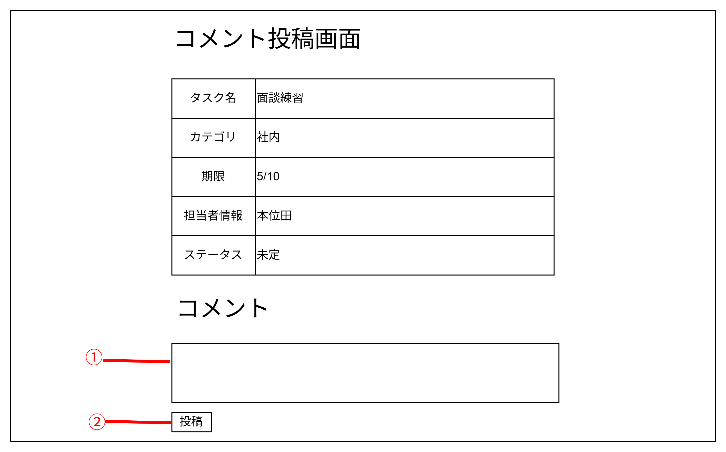 コメント投稿画面
タスク名 面談練習
カテゴリ 社内
期限 5/10
担当者情報 本位田
ステータス 未定
コメント
①
② 投稿